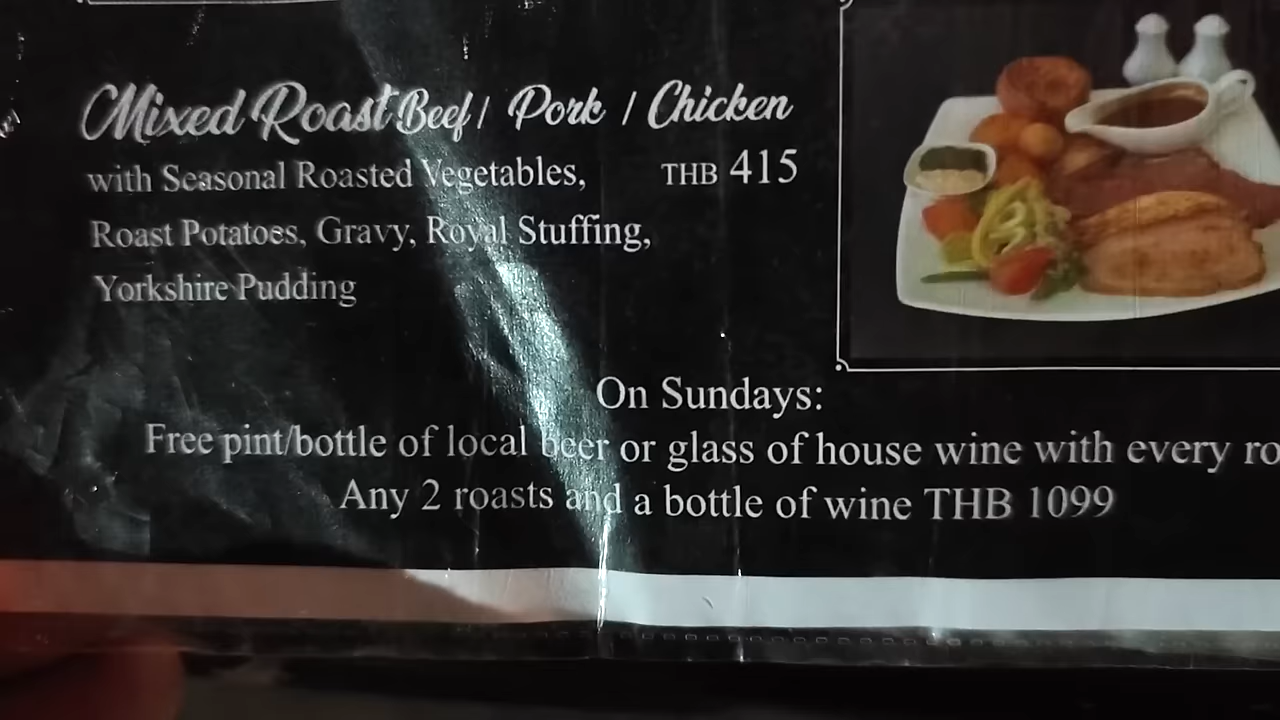 Mixed Roast Beef / Pork / Chicken
with Seasonal Roasted Vegetables, THB 415
Roast Potatoes, Gravy, Royal Stuffing,
Yorkshire Pudding
On Sundays:
Free pint/bottle of local beer or glass of house wine with every
Any 2 roasts and a bottle of wine THB 1099